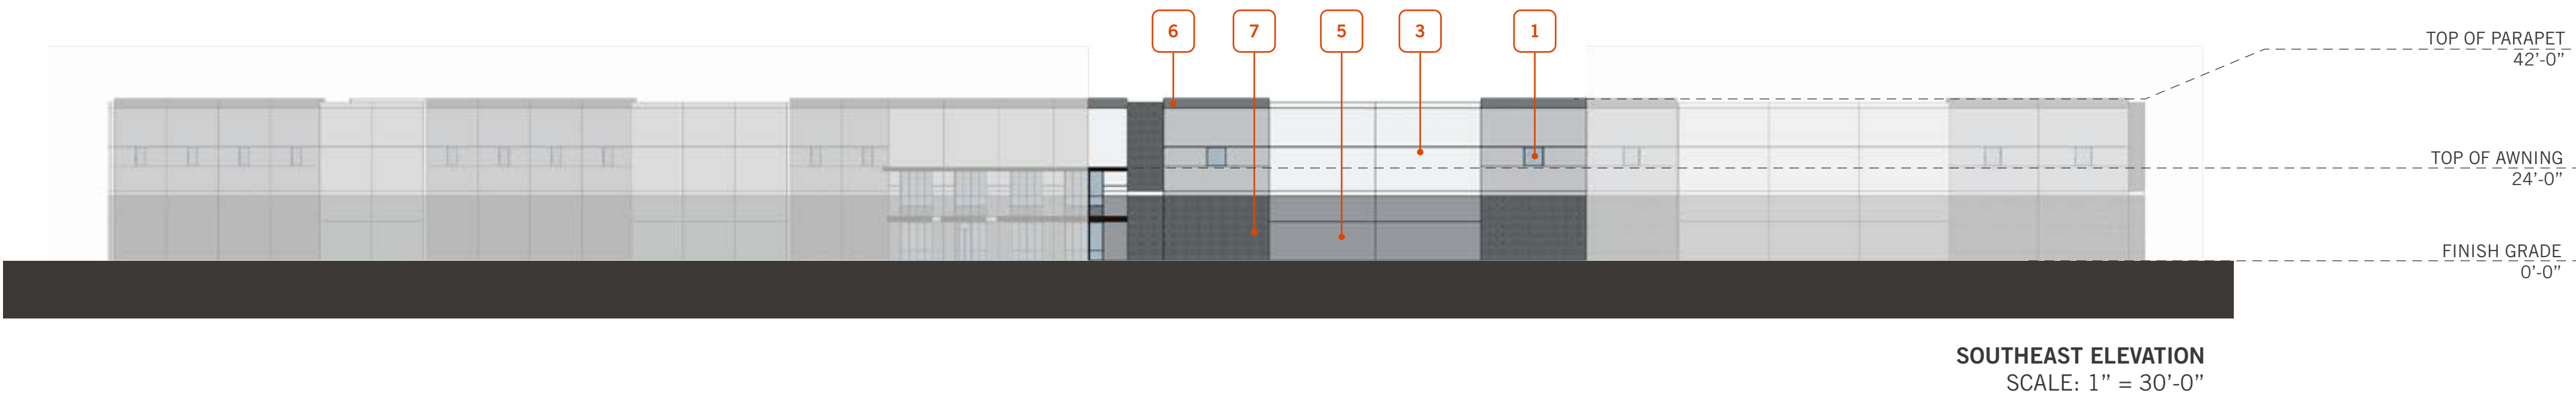 6 7 5 3 1
TOP OF PARAPET
42’-0”
TOP OF AWNING
24’-0”
FINISH GRADE
0’-0”
SOUTHEAST ELEVATION
SCALE: 1” = 30’-0”